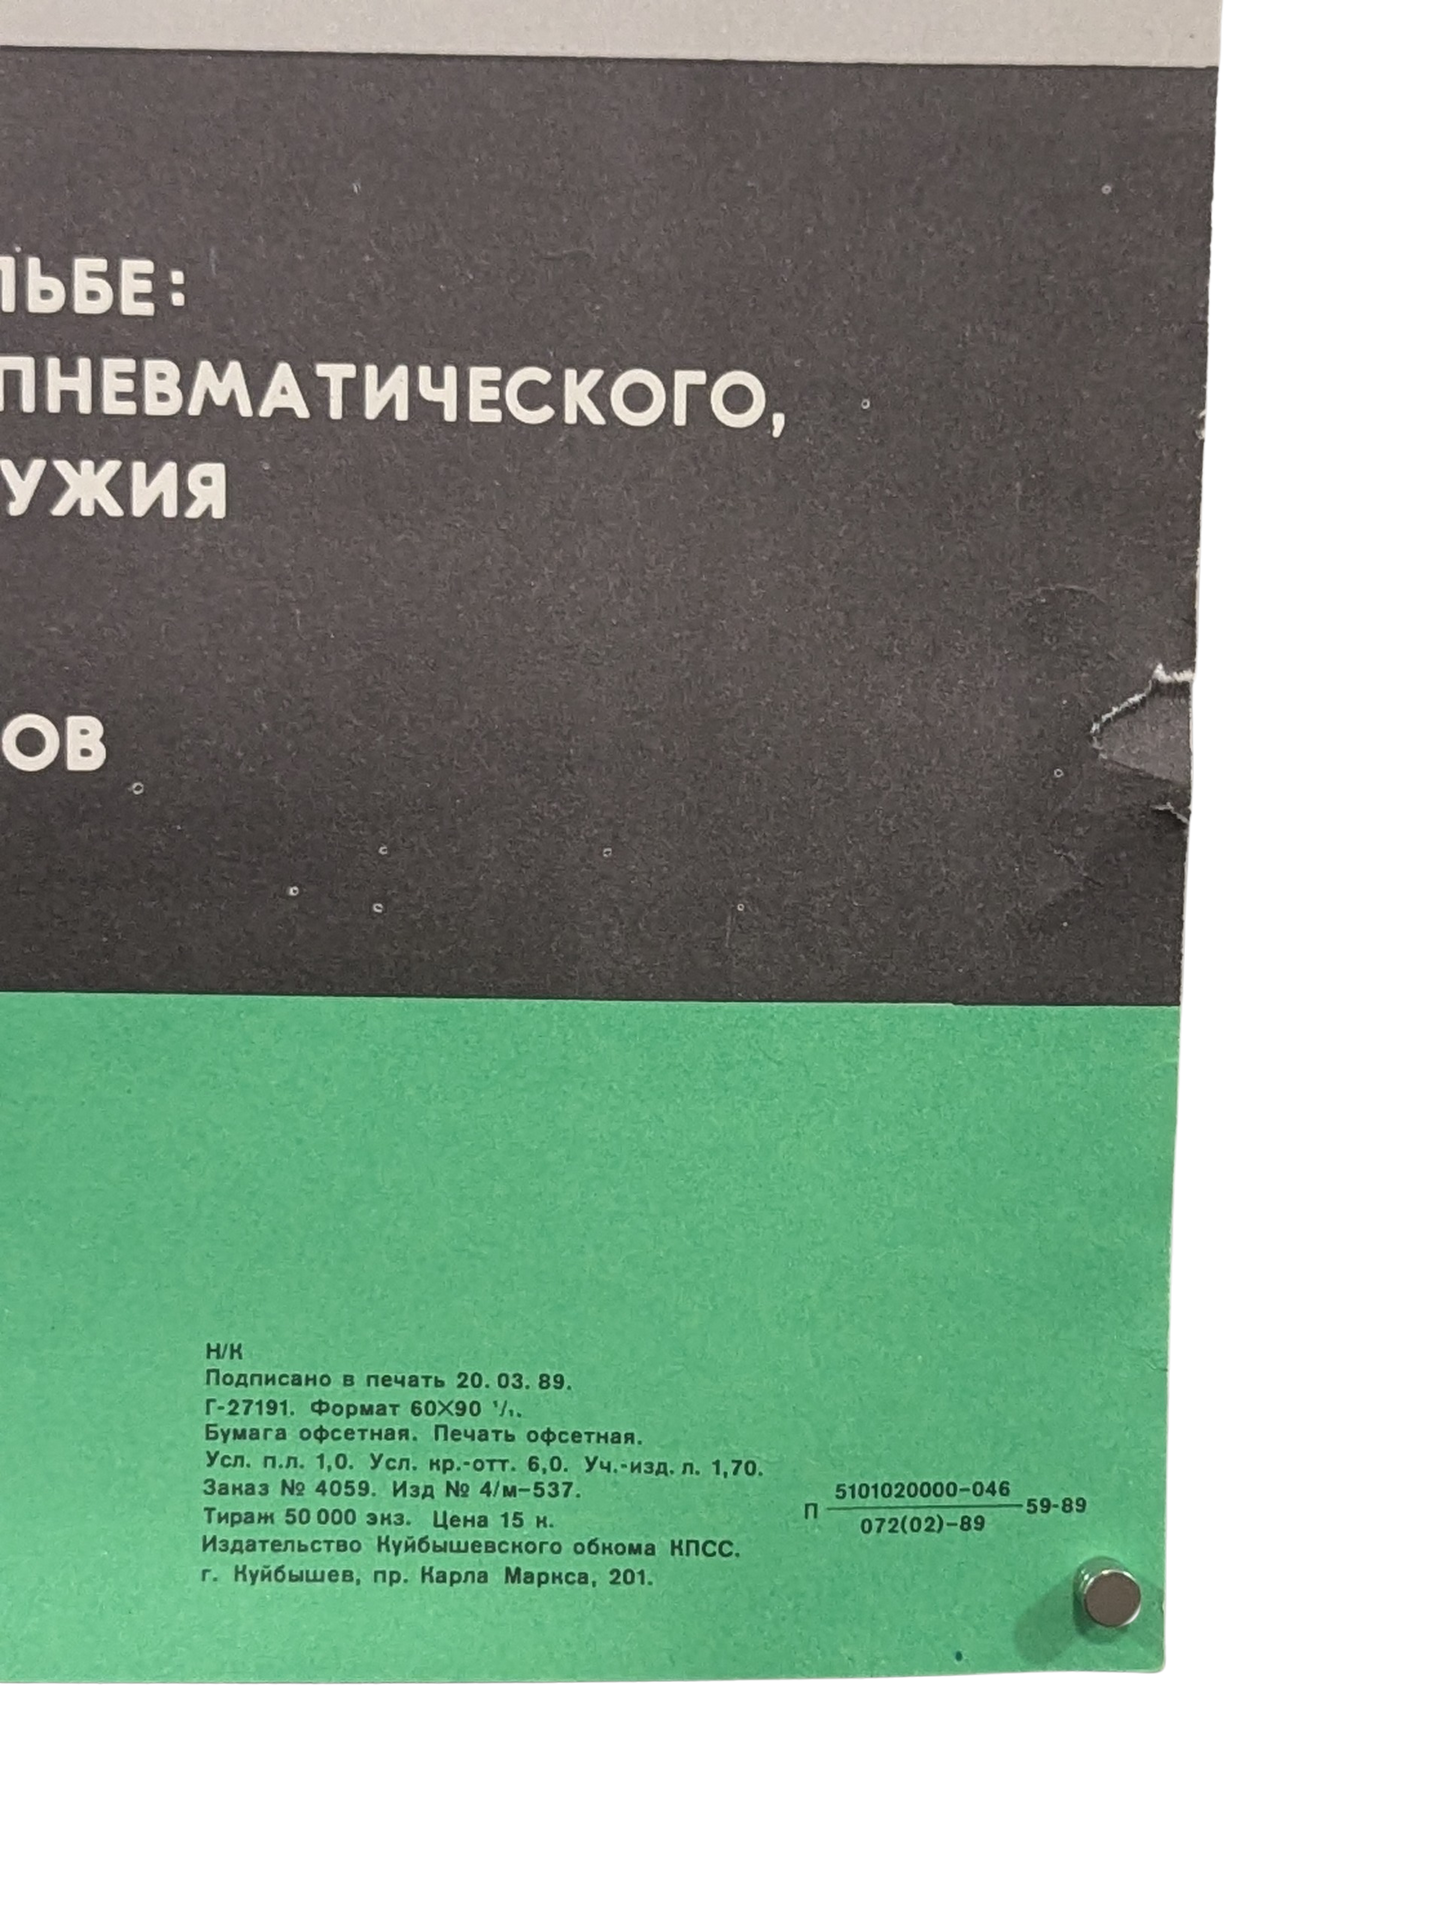 ЛЬБЕ:
ПНЕВМАТИЧЕСКОГО,
УЖИЯ
ОВ
Н/К
Подписано в печать 20. 03. 89.
Г-27191. Формат 60×90 ¹/₁.
Бумага офсетная. Печать офсетная.
Усл. п.л. 1,0. Усл. кр.-отт. 6,0. Уч.-изд. л. 1,70.
Заказ № 4059. Изд № 4/м-537.
Тираж 50 000 экз. Цена 15 к.
Издательство Куйбышевского обкома КПСС.
г. Куйбышев, пр. Карла Маркса, 201.
5101020000-046
П 59-89
072(02)-89